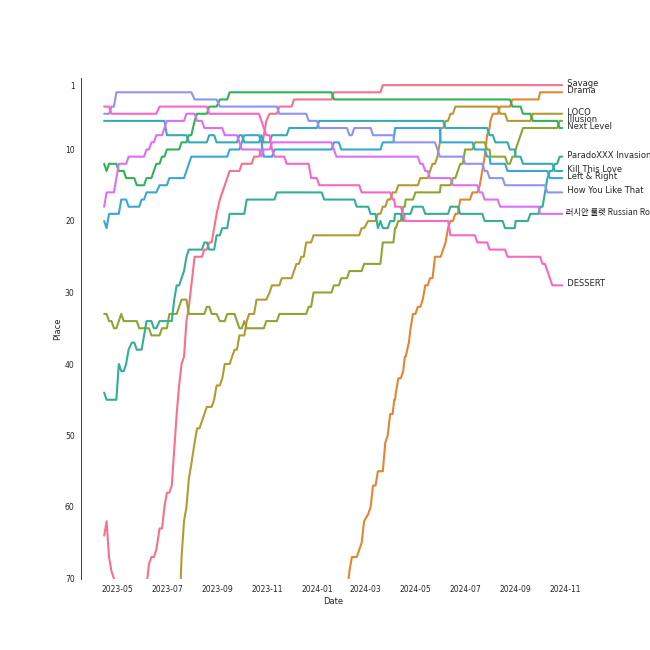 1
10
20
30
40
50
60
70
Place
2023-05
2023-07
2023-09
2023-11
2024-01
2024-03
2024-05
2024-07
2024-09
2024-11
Date
Savage
Drama
LOCO
Illusion
Next Level
ParadoXXX Invasion
Kill This Love
Left & Right
How You Like That
러시안 룰렛 Russian Ro
DESSERT